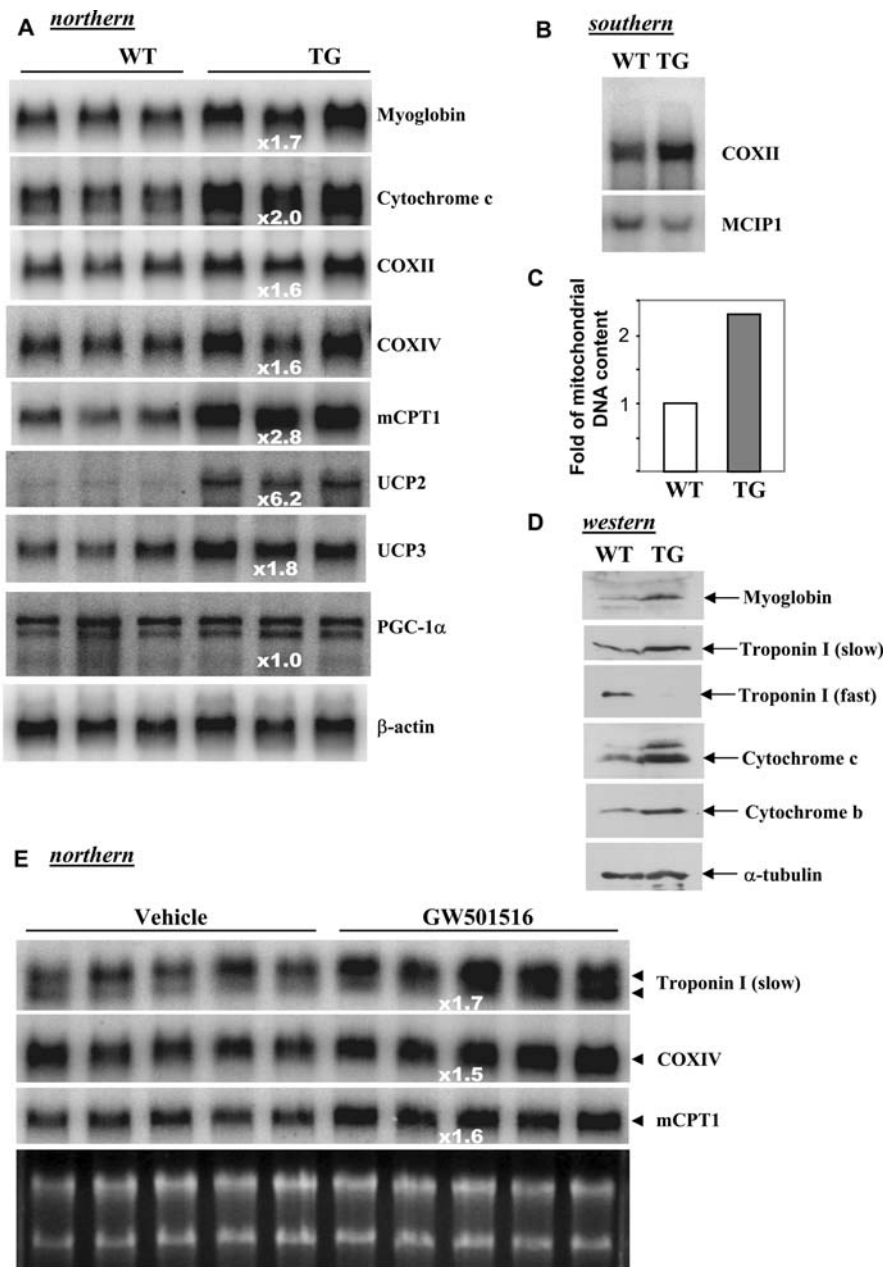 A northern
WT TG
Myoglobin
x1.7
Cytochrome c
x2.0
COXII
x1.6
COXIV
x1.6
mCPT1
x2.8
UCP2
x6.2
UCP3
x1.8
PGC-1α
x1.0
β-actin
B southern
WT TG
COXII
MCIP1
C
Fold of mitochondrial
DNA content
2
1
WT TG
D western
WT TG
Myoglobin
Troponin I (slow)
Troponin I (fast)
Cytochrome c
Cytochrome b
α-tubulin
E northern
Vehicle GW501516
Troponin I (slow)
x1.7
COXIV
x1.5
mCPT1
x1.6